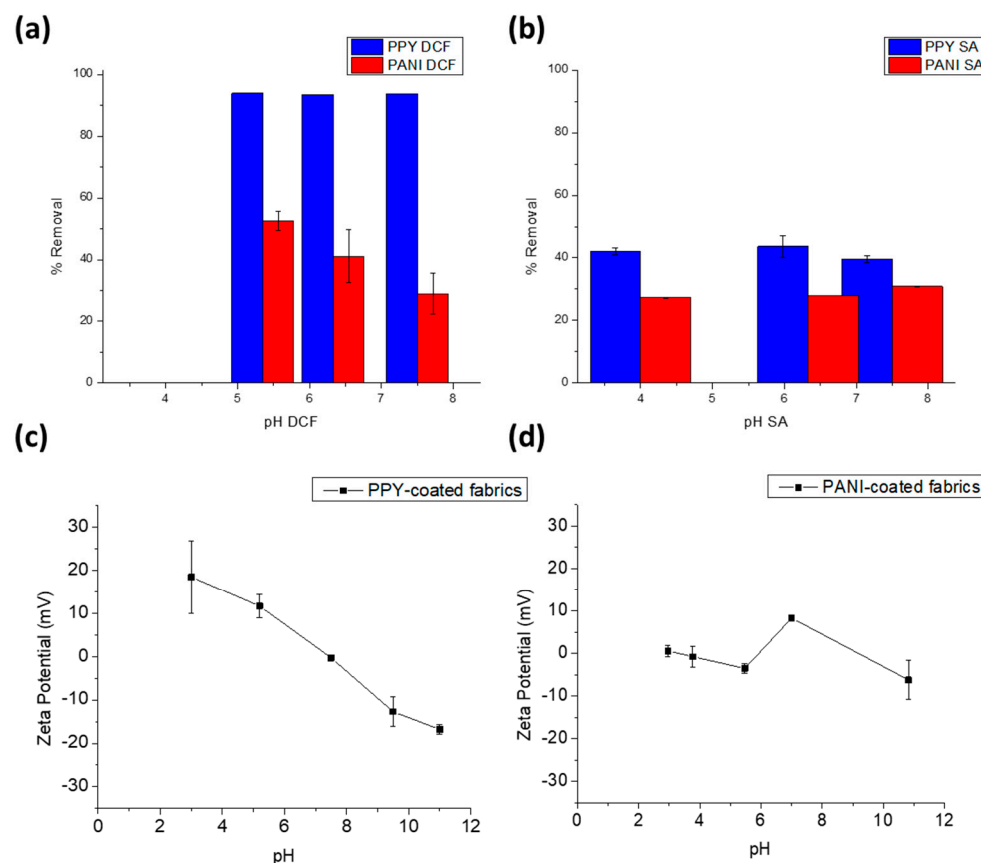 (a)
PPY DCF
PANI DCF
100
80
60
40
20
0
% Removal
4 5 6 7 8
pH DCF
(b)
PPY SA
PANI SA
100
80
60
40
20
0
% Removal
4 5 6 7 8
pH SA
(c)
PPY-coated fabrics
30
20
10
0
-10
-20
-30
Zeta Potential (mV)
0 2 4 6 8 10 12
pH
(d)
PANI-coated fabrics
30
20
10
0
-10
-20
-30
Zeta Potential (mV)
0 2 4 6 8 10 12
pH